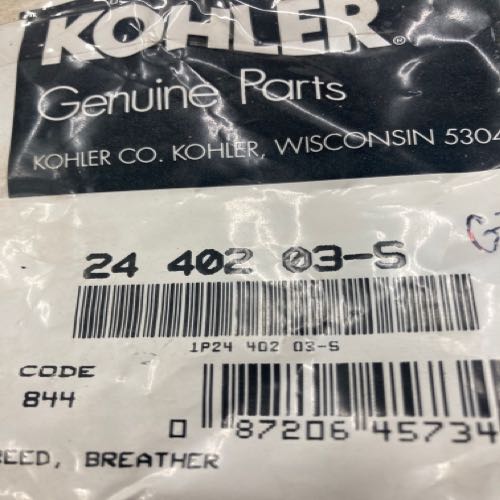 KOHLER®
Genuine Parts
KOHLER CO. KOHLER, WISCONSIN 5304
24 402 03-S
1P24 402 03-S
CODE
844
0 87206 45734
REED, BREATHER